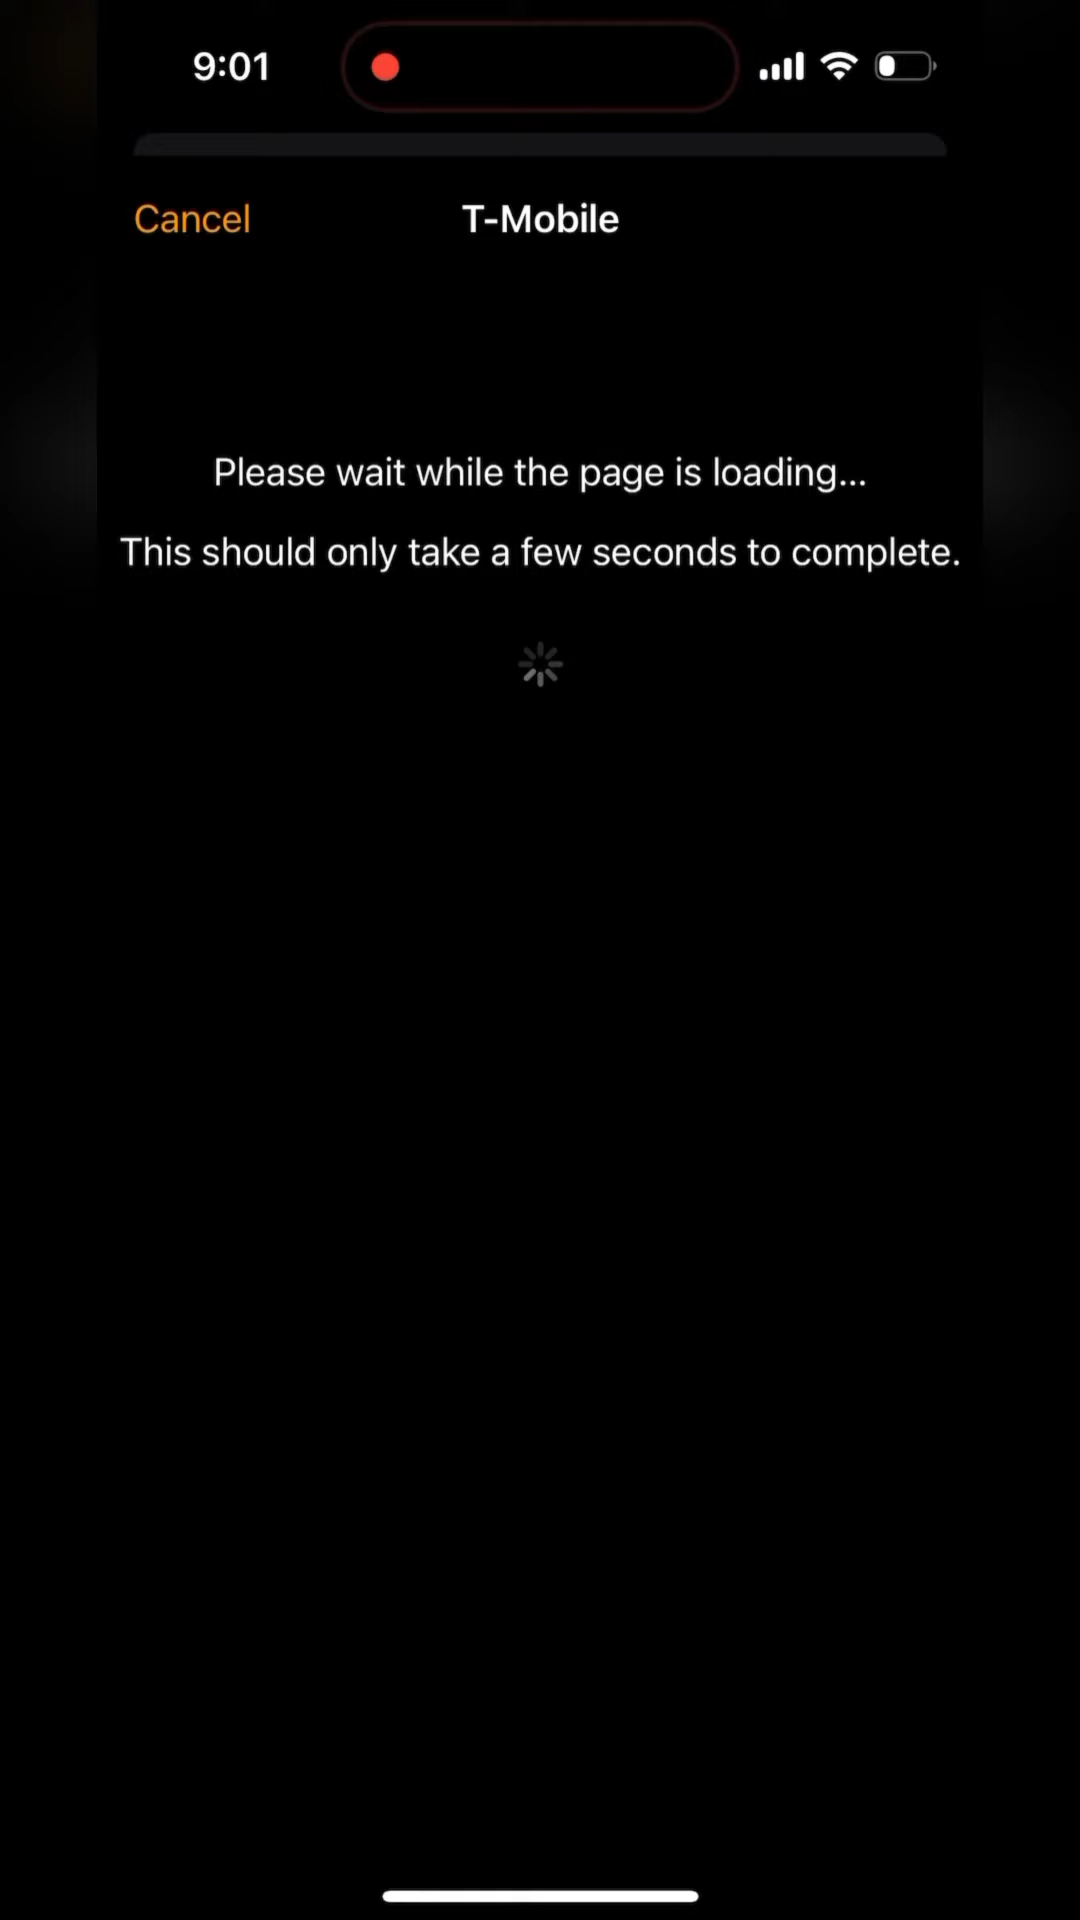 9:01
Cancel
T-Mobile
Please wait while the page is loading...
This should only take a few seconds to complete.